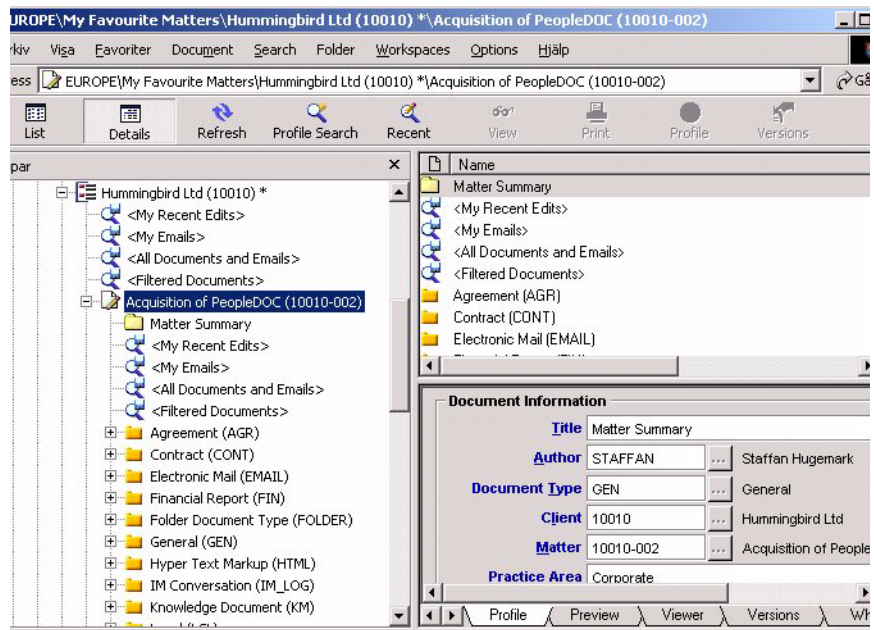 UROPE\My Favourite Matters\Hummingbird Ltd (10010) *\Acquisition of PeopleDOC (10010-002)
rkiv Visa Favoriter Document Search Folder Workspaces Options Hjälp
ess EUROPE\My Favourite Matters\Hummingbird Ltd (10010) *\Acquisition of PeopleDOC (10010-002) Gå
List Details Refresh Profile Search Recent View Print Profile Versions
par
Hummingbird Ltd (10010) *
<My Recent Edits>
<My Emails>
<All Documents and Emails>
<Filtered Documents>
Acquisition of PeopleDOC (10010-002)
Matter Summary
<My Recent Edits>
<My Emails>
<All Documents and Emails>
<Filtered Documents>
Agreement (AGR)
Contract (CONT)
Electronic Mail (EMAIL)
Financial Report (FIN)
Folder Document Type (FOLDER)
General (GEN)
Hyper Text Markup (HTML)
IM Conversation (IM_LOG)
Knowledge Document (KM)
Name
Matter Summary
<My Recent Edits>
<My Emails>
<All Documents and Emails>
<Filtered Documents>
Agreement (AGR)
Contract (CONT)
Electronic Mail (EMAIL)
Document Information
Title Matter Summary
Author STAFFAN ... Staffan Hugemark
Document Type GEN ... General
Client 10010 ... Hummingbird Ltd
Matter 10010-002 ... Acquisition of People
Practice Area Corporate
Profile Preview Viewer Versions Wh